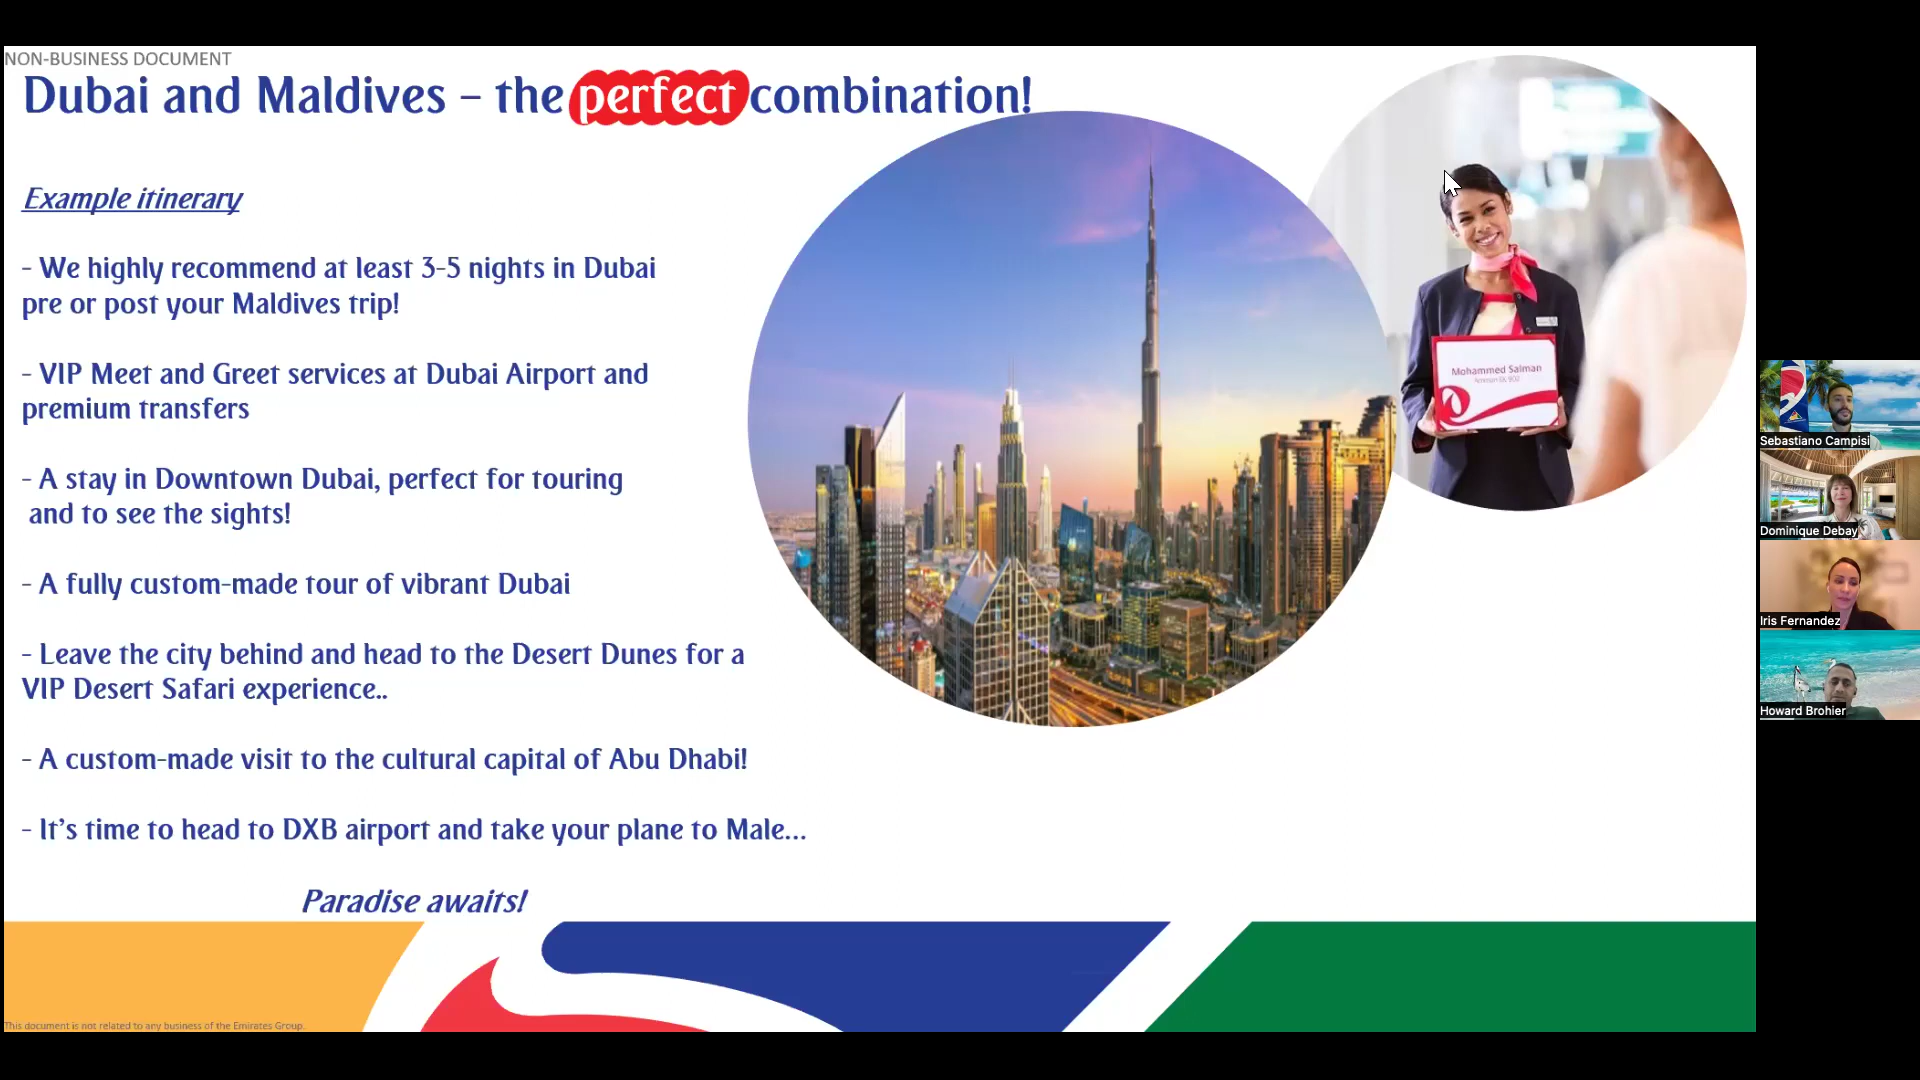 NON-BUSINESS DOCUMENT
Dubai and Maldives – the perfect combination!
Example itinerary
- We highly recommend at least 3-5 nights in Dubai
pre or post your Maldives trip!
- VIP Meet and Greet services at Dubai Airport and
premium transfers
- A stay in Downtown Dubai, perfect for touring
and to see the sights!
- A fully custom-made tour of vibrant Dubai
- Leave the city behind and head to the Desert Dunes for a
VIP Desert Safari experience..
- A custom-made visit to the cultural capital of Abu Dhabi!
- It’s time to head to DXB airport and take your plane to Male...
Paradise awaits!
This document is not related to any business of the Emirates Group.
Mohammed Salman
Sebastiano Campisi
Dominique Debay
Iris Fernandez
Howard Brohier